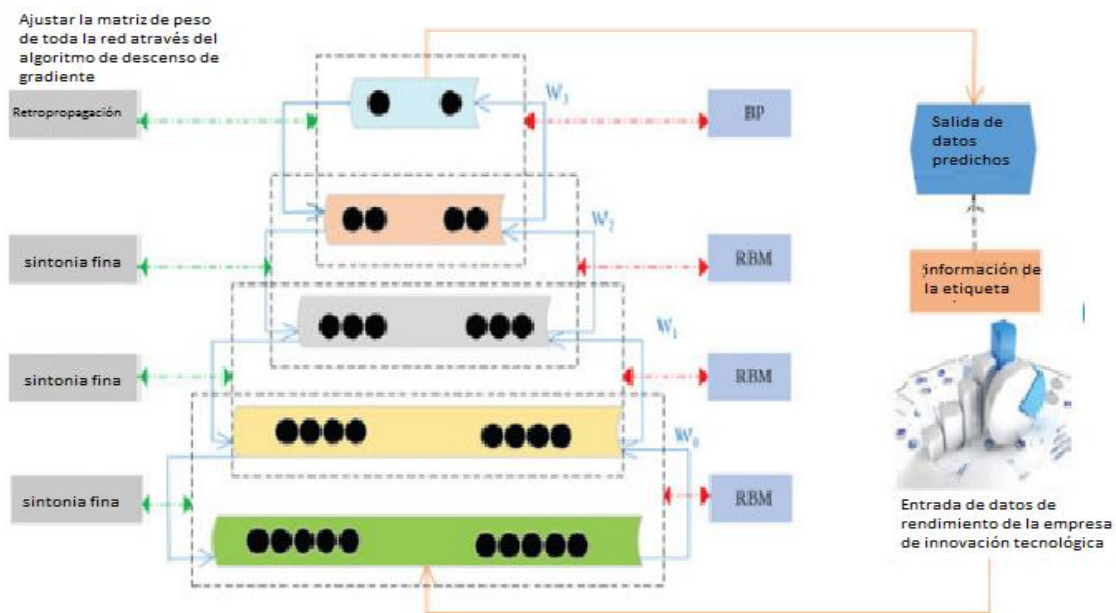 Ajustar la matriz de peso
de toda la red através del
algoritmo de descenso de
gradiente
Retropropagación
W3
BP
Salida de
datos
predichos
sintonia fina
W2
RBM
información de
la etiqueta
sintonia fina
W1
RBM
sintonia fina
W0
RBM
Entrada de datos de
rendimiento de la empresa
de innovación tecnológica